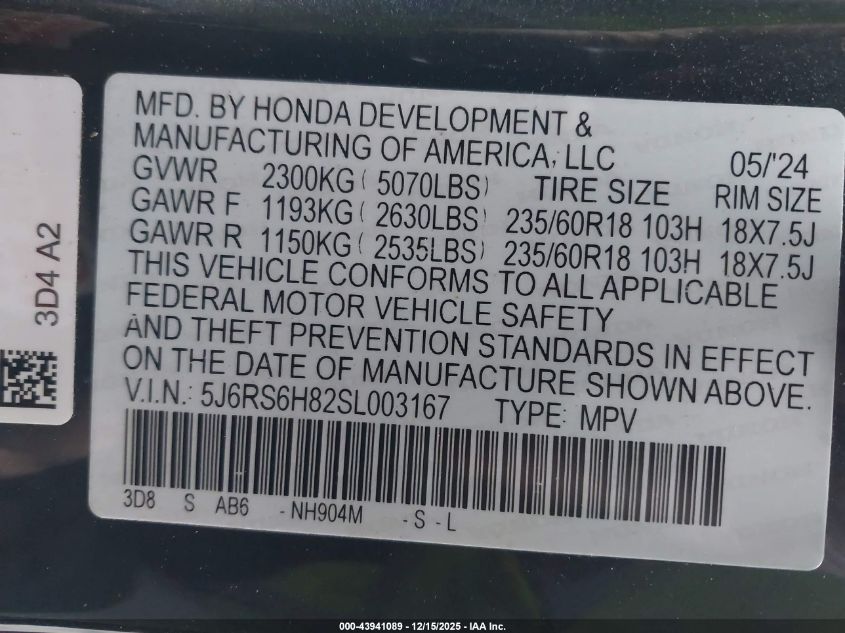 MFD. BY HONDA DEVELOPMENT &
MANUFACTURING OF AMERICA, LLC 05/'24
GVWR 2300KG ( 5070LBS) TIRE SIZE RIM SIZE
GAWR F 1193KG ( 2630LBS) 235/60R18 103H 18X7.5J
GAWR R 1150KG ( 2535LBS) 235/60R18 103H 18X7.5J
THIS VEHICLE CONFORMS TO ALL APPLICABLE
FEDERAL MOTOR VEHICLE SAFETY
AND THEFT PREVENTION STANDARDS IN EFFECT
ON THE DATE OF MANUFACTURE SHOWN ABOVE.
V.I.N.: 5J6RS6H82SL003167 TYPE: MPV
3D8 S AB6 -NH904M -S -L
3D4 A2
000-43941089 - 12/15/2025 - IAA Inc.